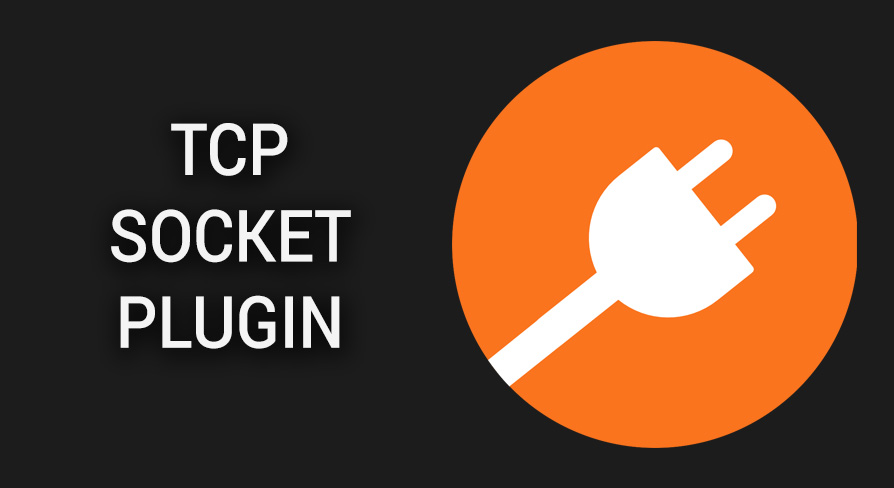 TCP
SOCKET
PLUGIN